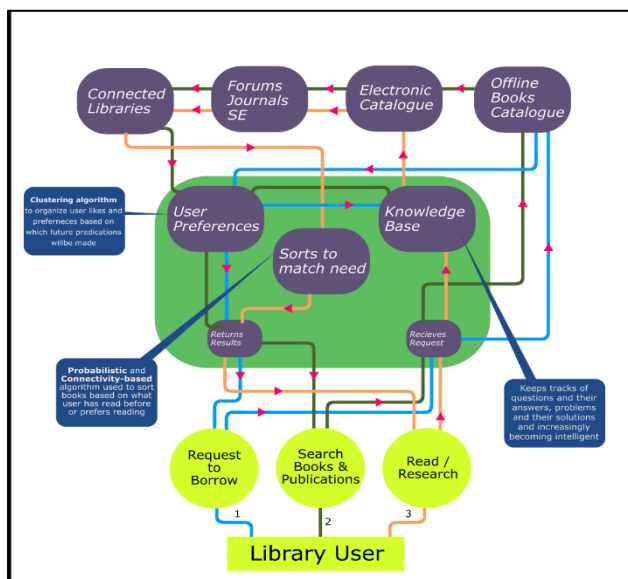 Connected
Libraries
Forums
Journals
SE
Electronic
Catalogue
Offline
Books
Catalogue
Clustering algorithm
to organize user likes and
preferneces based on
which future predications
willbe made
User
Preferences
Knowledge
Base
Sorts to
match need
Returns
Results
Recieves
Request
Probabilistic and
Connectivity-based
algorithm used to sort
books based on what
user has read before
or prefers reading
Keeps tracks of
questions and their
answers, problems
and their solutions
and increasingly
becoming intelligent
Request
to
Borrow
Search
Books &
Publications
Read /
Research
1
2
3
Library User